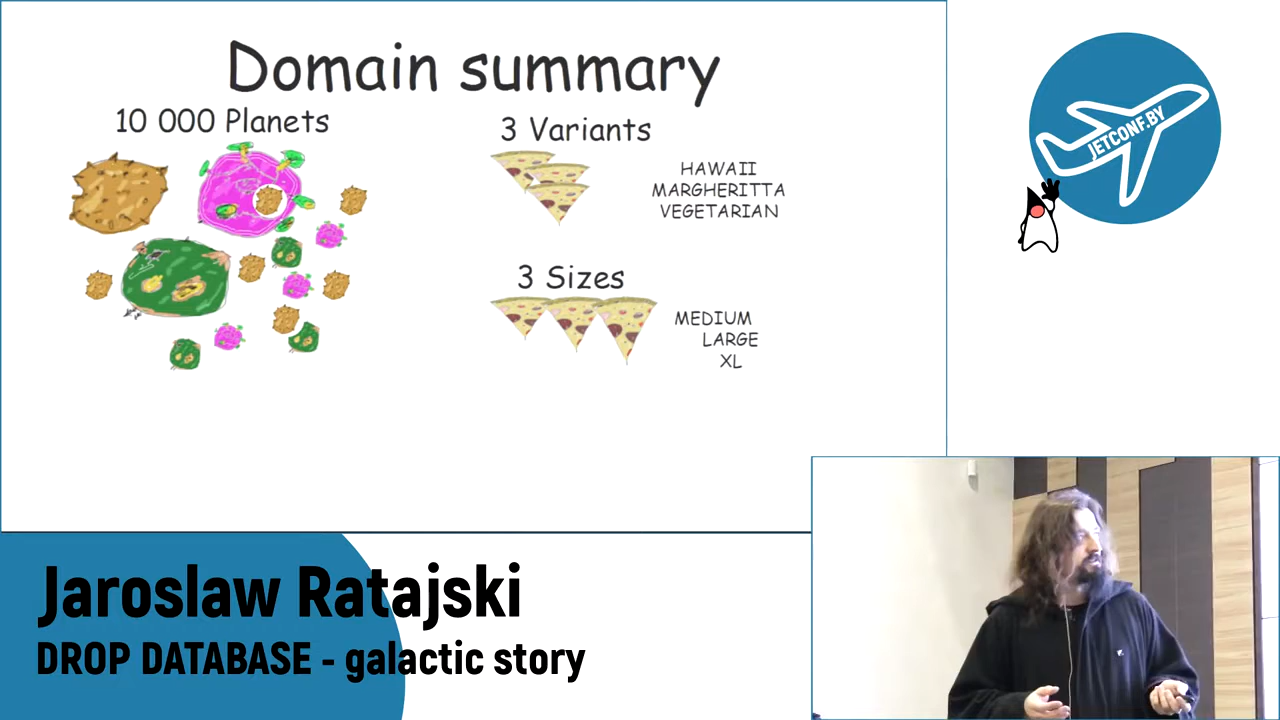 Domain summary
10 000 Planets
3 Variants
HAWAII
MARGHERITTA
VEGETARIAN
3 Sizes
MEDIUM
LARGE
XL
JETCONF.BY
Jaroslaw Ratajski
DROP DATABASE - galactic story